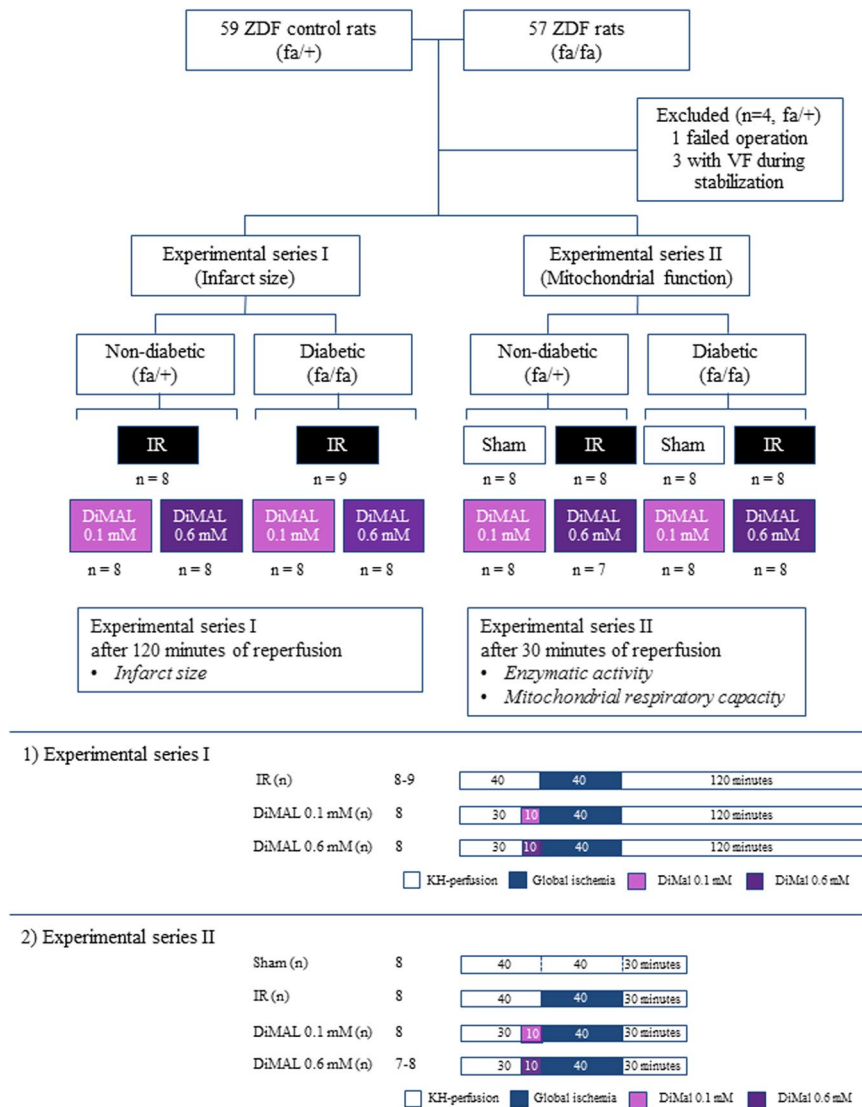 59 ZDF control rats
(fa/+)
57 ZDF rats
(fa/fa)
Excluded (n=4, fa/+)
1 failed operation
3 with VF during
stabilization
Experimental series I
(Infarct size)
Experimental series II
(Mitochondrial function)
Non-diabetic
(fa/+)
Diabetic
(fa/fa)
Non-diabetic
(fa/+)
Diabetic
(fa/fa)
IR
IR
Sham
IR
Sham
IR
n = 8
n = 9
n = 8
n = 8
n = 8
n = 8
DiMAL
0.1 mM
DiMAL
0.6 mM
DiMAL
0.1 mM
DiMAL
0.6 mM
DiMAL
0.1 mM
DiMAL
0.6 mM
DiMAL
0.1 mM
DiMAL
0.6 mM
n = 8
n = 8
n = 8
n = 8
n = 8
n = 7
n = 8
n = 8
Experimental series I
after 120 minutes of reperfusion
• Infarct size
Experimental series II
after 30 minutes of reperfusion
• Enzymatic activity
• Mitochondrial respiratory capacity
1) Experimental series I
IR (n) 8-9 40 40 120 minutes
DiMAL 0.1 mM (n) 8 30 10 40 120 minutes
DiMAL 0.6 mM (n) 8 30 10 40 120 minutes
KH-perfusion Global ischemia DiMal 0.1 mM DiMal 0.6 mM
2) Experimental series II
Sham (n) 8 40 40 30 minutes
IR (n) 8 40 40 30 minutes
DiMAL 0.1 mM (n) 8 30 10 40 30 minutes
DiMAL 0.6 mM (n) 7-8 30 10 40 30 minutes
KH-perfusion Global ischemia DiMal 0.1 mM DiMal 0.6 mM